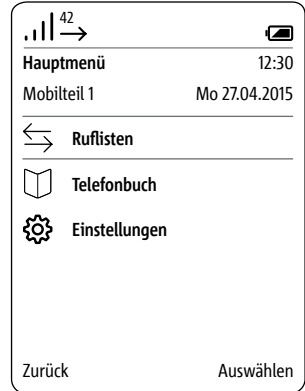 42
Hauptmenü 12:30
Mobilteil 1 Mo 27.04.2015
Ruflisten
Telefonbuch
Einstellungen
Zurück Auswählen